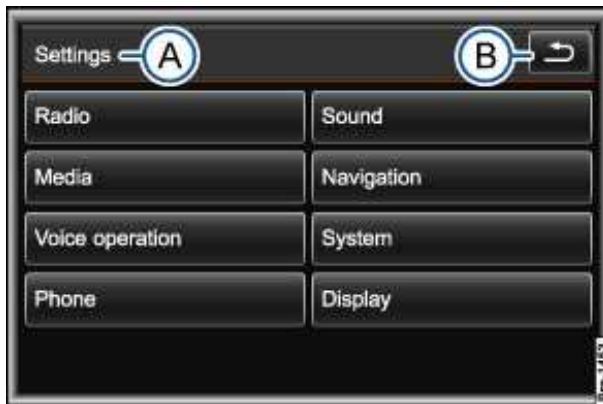 Settings A B
Radio Sound
Media Navigation
Voice operation System
Phone Display